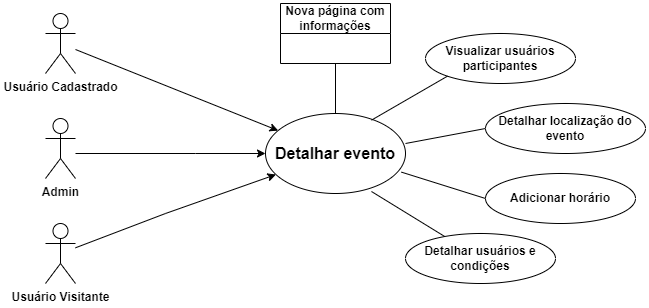 Nova página com
informações
Visualizar usuários
participantes
Usuário Cadastrado
Detalhar localização do
evento
Detalhar evento
Admin
Adicionar horário
Detalhar usuários e
condições
Usuário Visitante